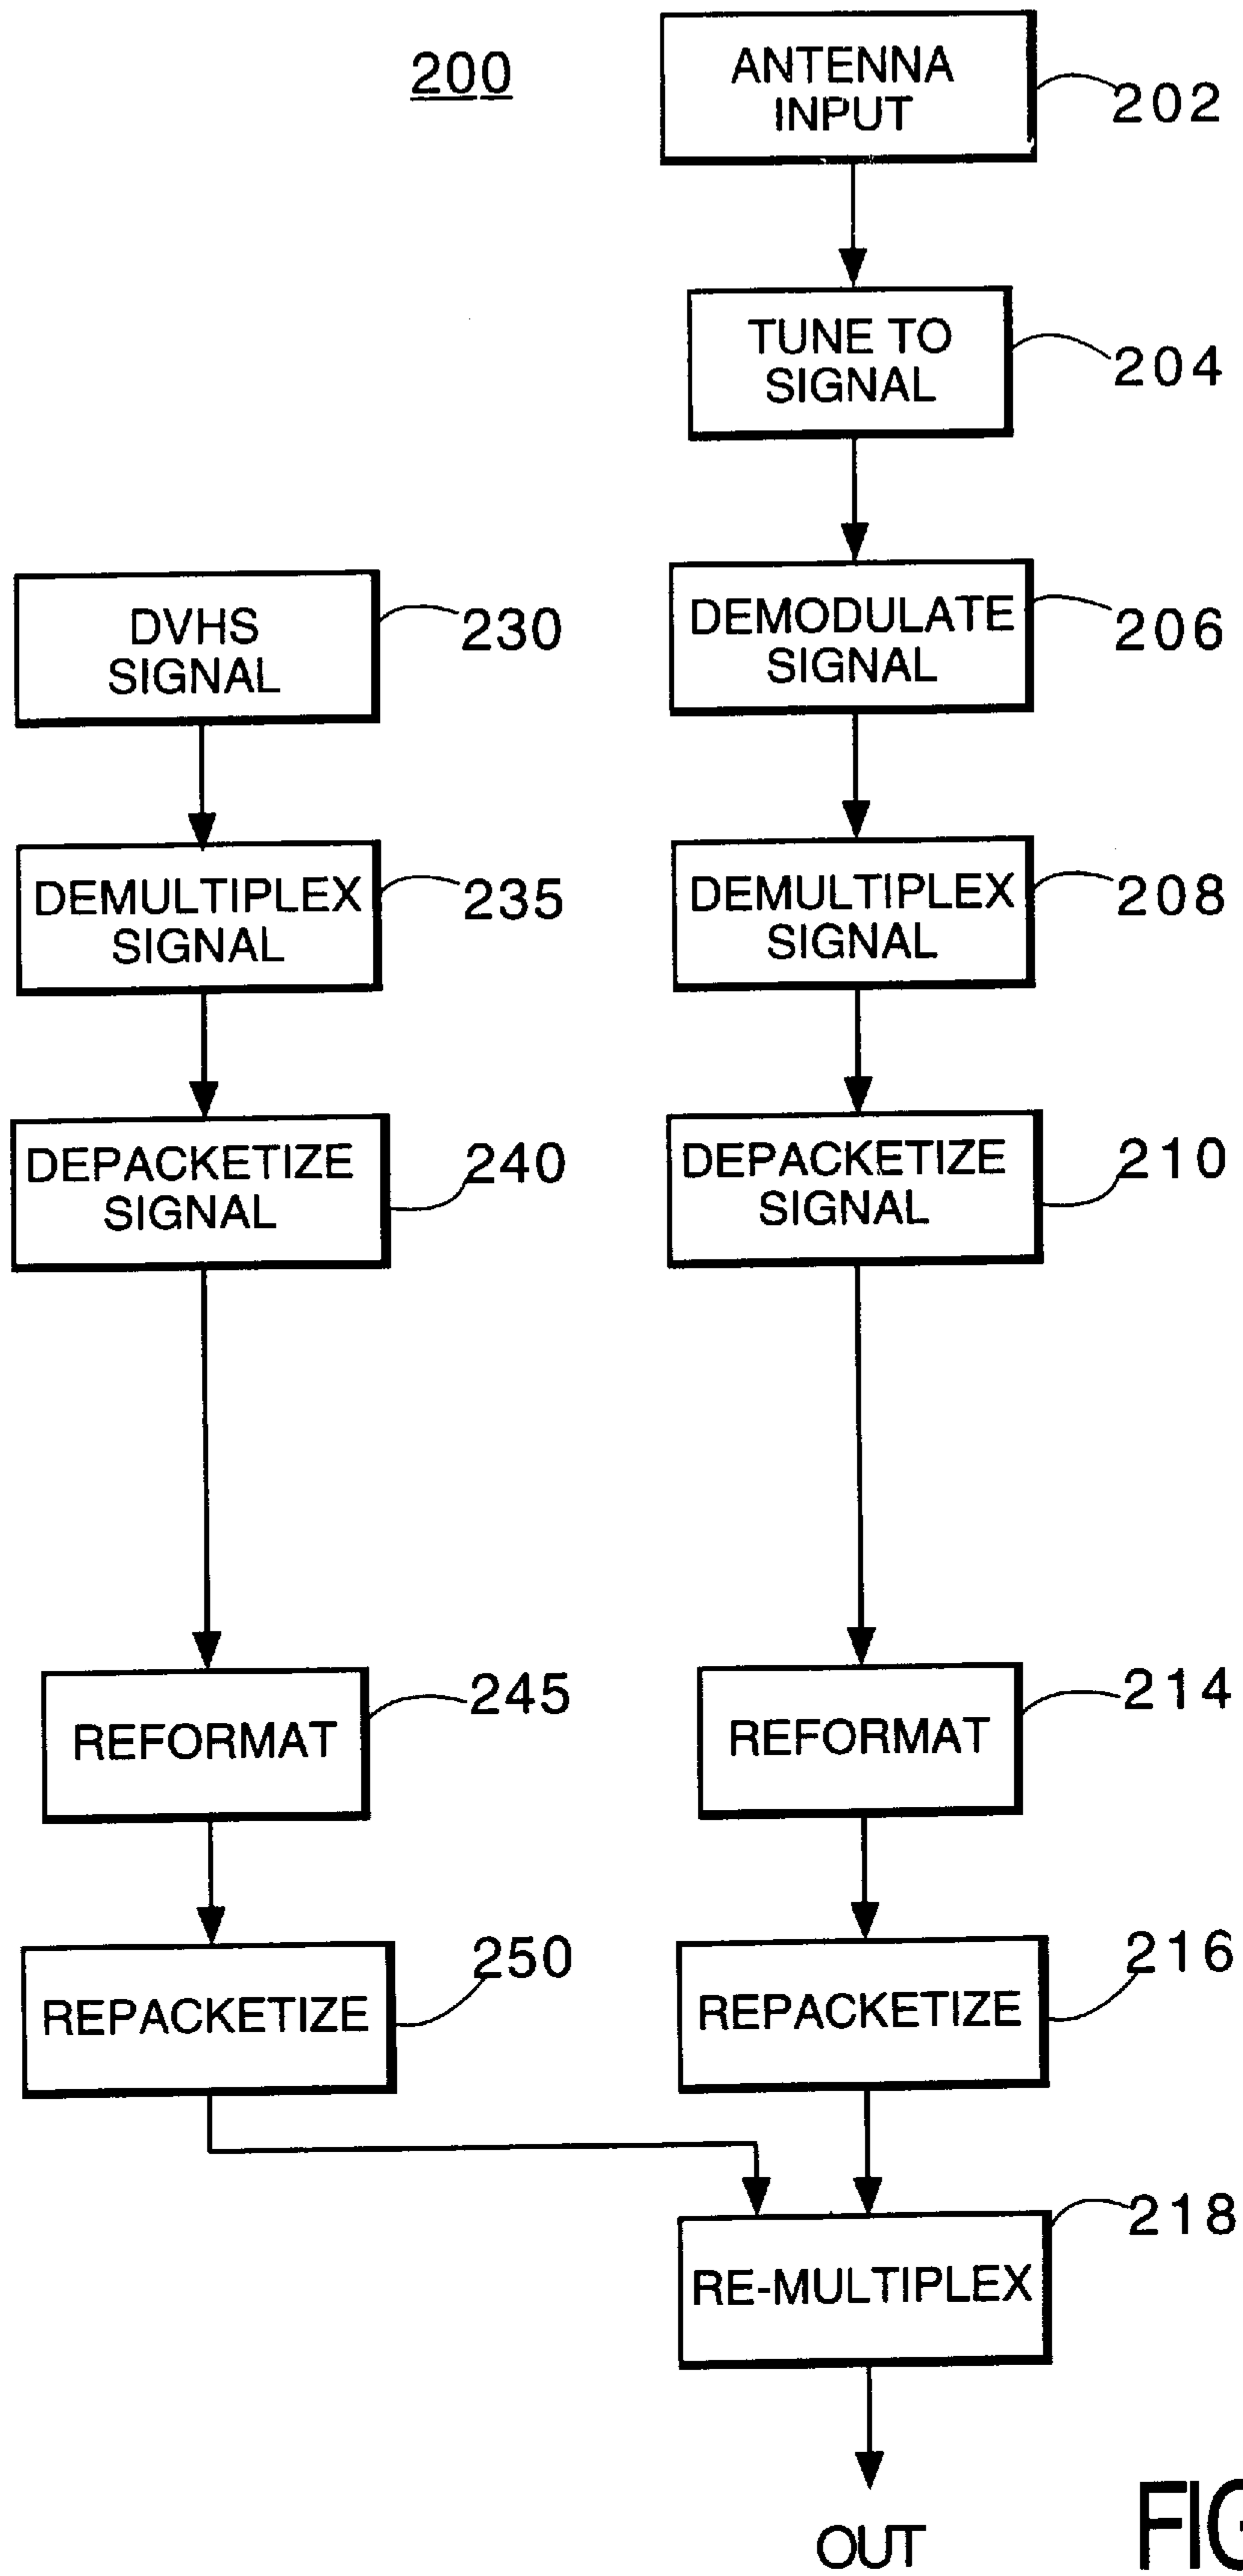 200
ANTENNA
INPUT
202
TUNE TO
SIGNAL
204
DEMODULATE
SIGNAL
206
DVHS
SIGNAL
230
DEMULTIPLEX
SIGNAL
235
DEMULTIPLEX
SIGNAL
208
DEPACKETIZE
SIGNAL
240
DEPACKETIZE
SIGNAL
210
REFORMAT
245
REFORMAT
214
REPACKETIZE
250
REPACKETIZE
216
RE-MULTIPLEX
218
OUT